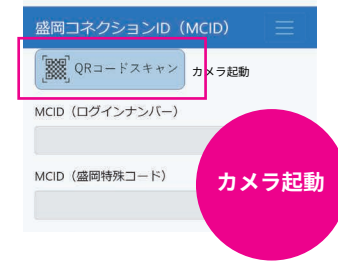 盛岡コネクションID（MCID）
QRコードスキャン カメラ起動
MCID（ログインナンバー）
MCID（盛岡特殊コード）
カメラ起動